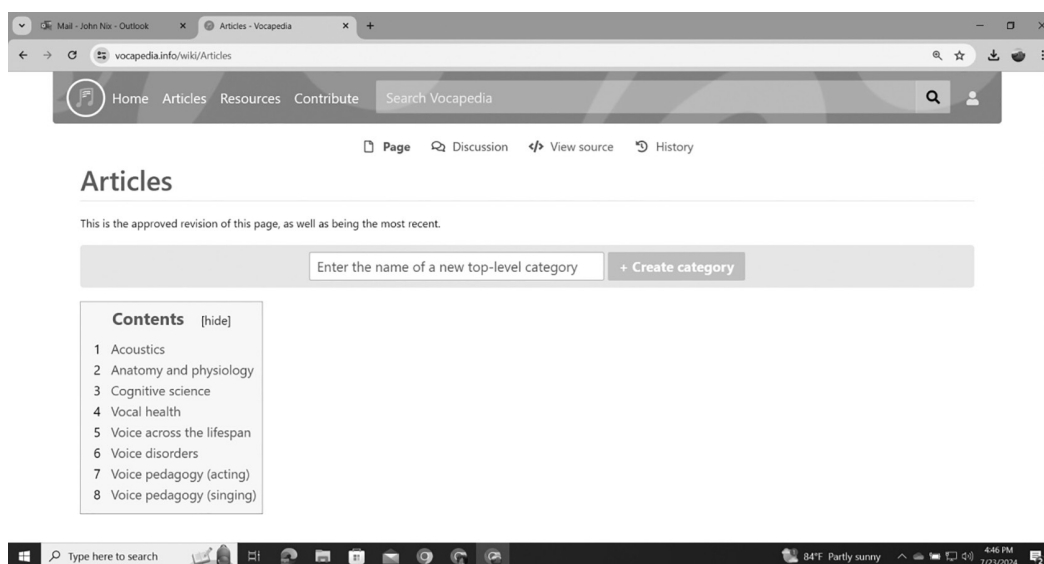 Mail - John Nix - Outlook
Articles - Vocapedia
vocapedia.info/wiki/Articles
Home Articles Resources Contribute Search Vocapedia
Page Discussion View source History
Articles
This is the approved revision of this page, as well as being the most recent.
Enter the name of a new top-level category + Create category
Contents [hide]
1 Acoustics
2 Anatomy and physiology
3 Cognitive science
4 Vocal health
5 Voice across the lifespan
6 Voice disorders
7 Voice pedagogy (acting)
8 Voice pedagogy (singing)
Type here to search 84°F Partly sunny 4:46 PM
7/23/2024